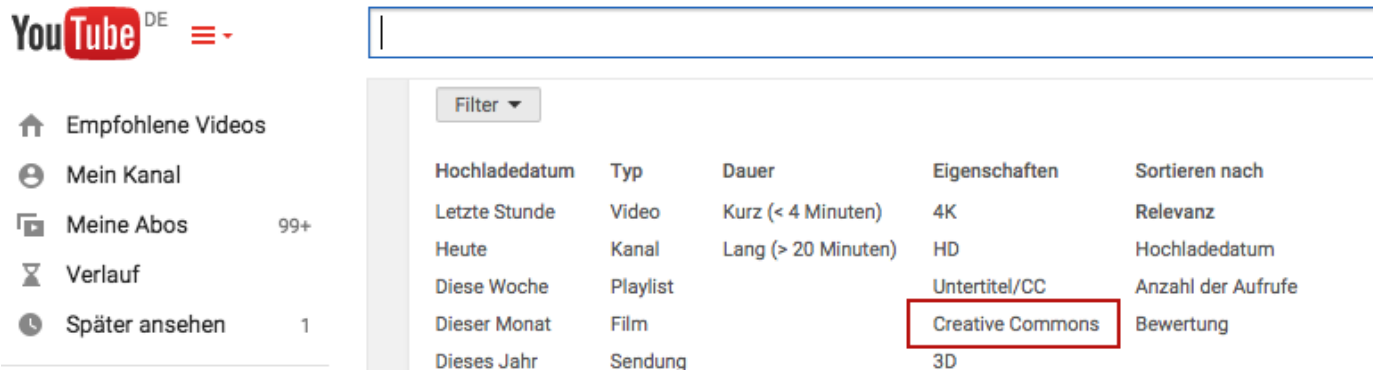 YouTube DE
Empfohlene Videos
Mein Kanal
Meine Abos 99+
Verlauf
Später ansehen 1
Filter
Hochladedatum Typ Dauer Eigenschaften Sortieren nach
Letzte Stunde Video Kurz (< 4 Minuten) 4K Relevanz
Heute Kanal Lang (> 20 Minuten) HD Hochladedatum
Diese Woche Playlist Untertitel/CC Anzahl der Aufrufe
Dieser Monat Film Creative Commons Bewertung
Dieses Jahr Sendung 3D